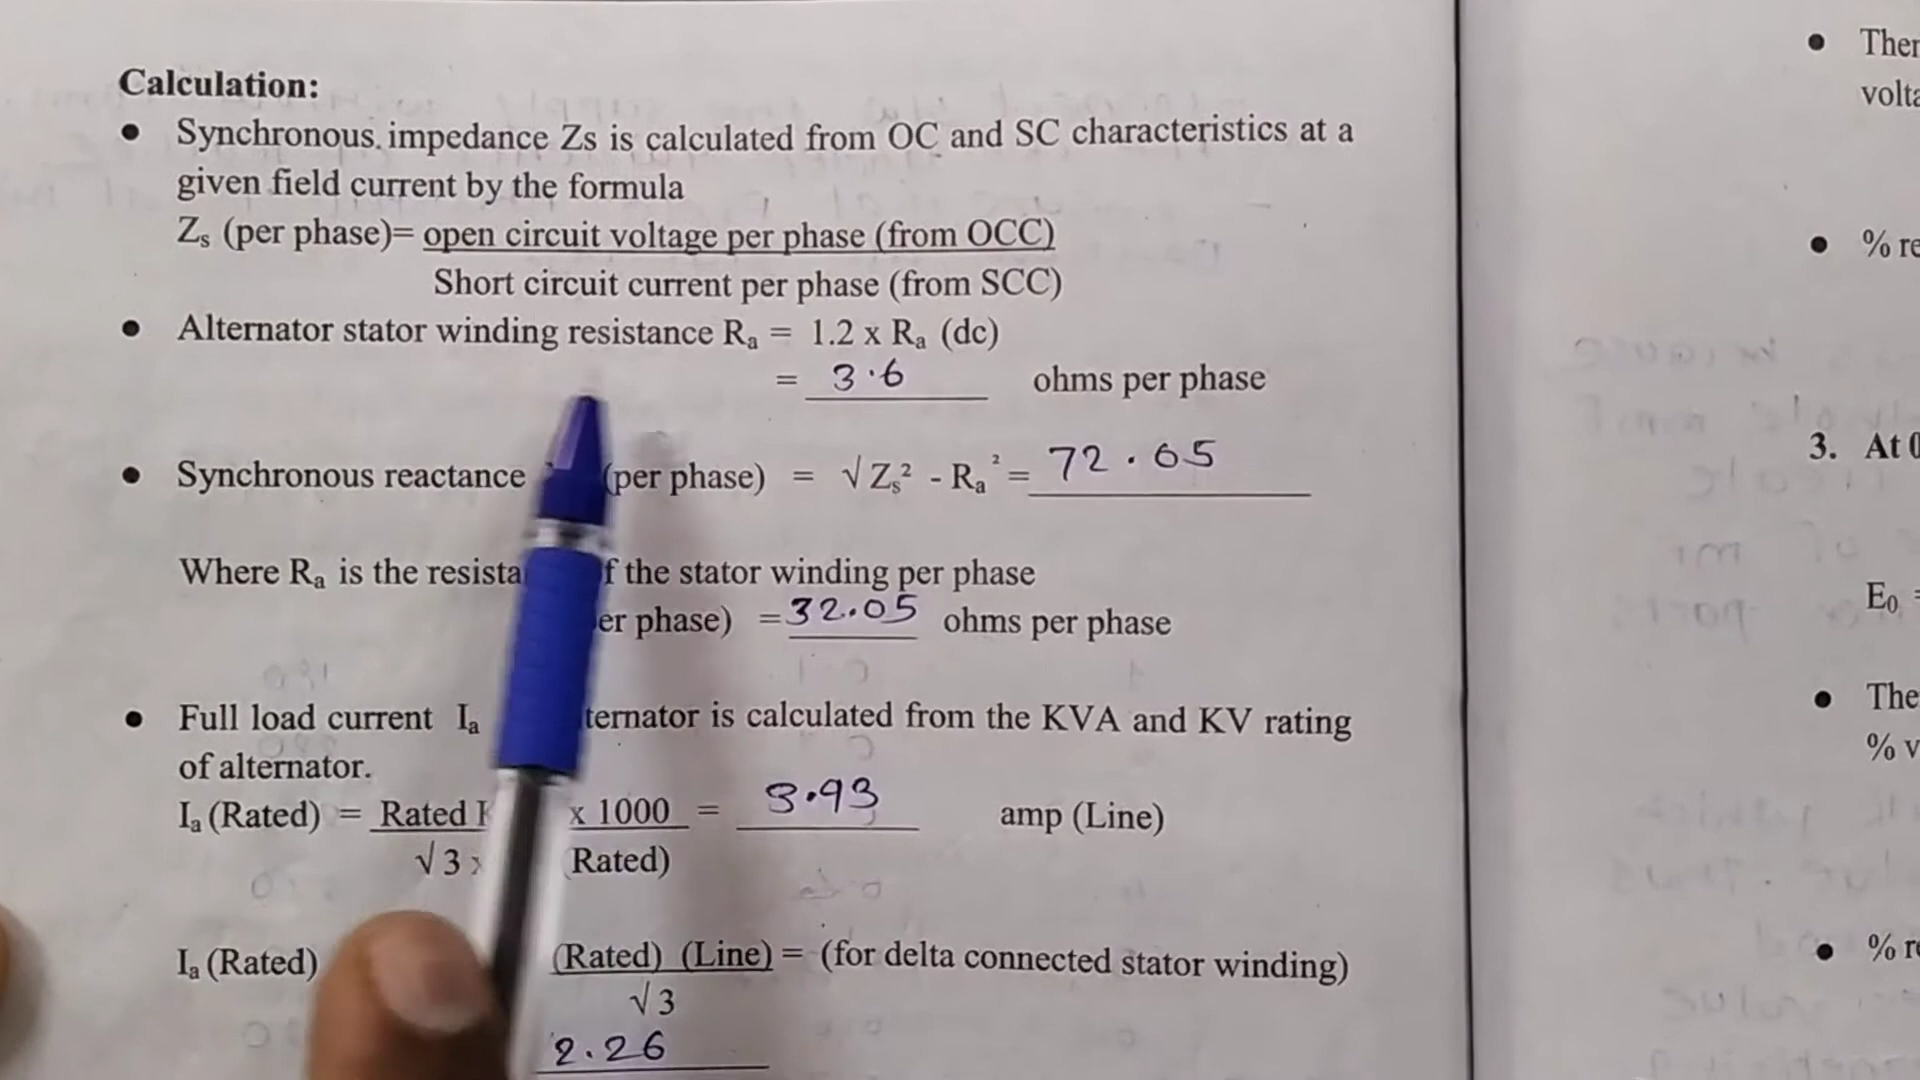 Calculation:
• Synchronous impedance Zs is calculated from OC and SC characteristics at a
given field current by the formula
Zs (per phase)= open circuit voltage per phase (from OCC)
Short circuit current per phase (from SCC)
• Alternator stator winding resistance Ra = 1.2 x Ra (dc)
= 3.6 ohms per phase
• Synchronous reactance (per phase) = √ Zs² - Ra² = 72.65
Where Ra is the f the stator winding per phase
er phase) = 32.05 ohms per phase
• Full load current Ia ternator is calculated from the KVA and KV rating
of alternator.
Ia (Rated) = Rated x 1000 = 3.93 amp (Line)
√ 3 x Rated)
Ia (Rated) (Rated) (Line) = (for delta connected stator winding)
√ 3
2.26
• Ther
volta
• % re
3. At 0
E0 =
• The
% v
• % re